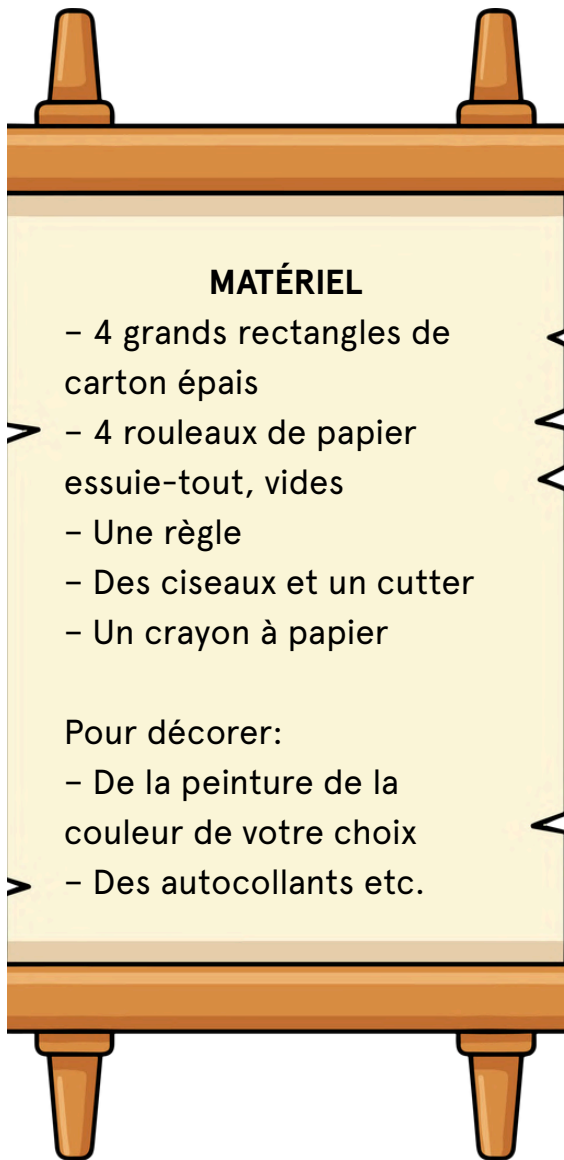 MATÉRIEL
– 4 grands rectangles de
carton épais
– 4 rouleaux de papier
essuie-tout, vides
– Une règle
– Des ciseaux et un cutter
– Un crayon à papier
Pour décorer:
– De la peinture de la
couleur de votre choix
– Des autocollants etc.